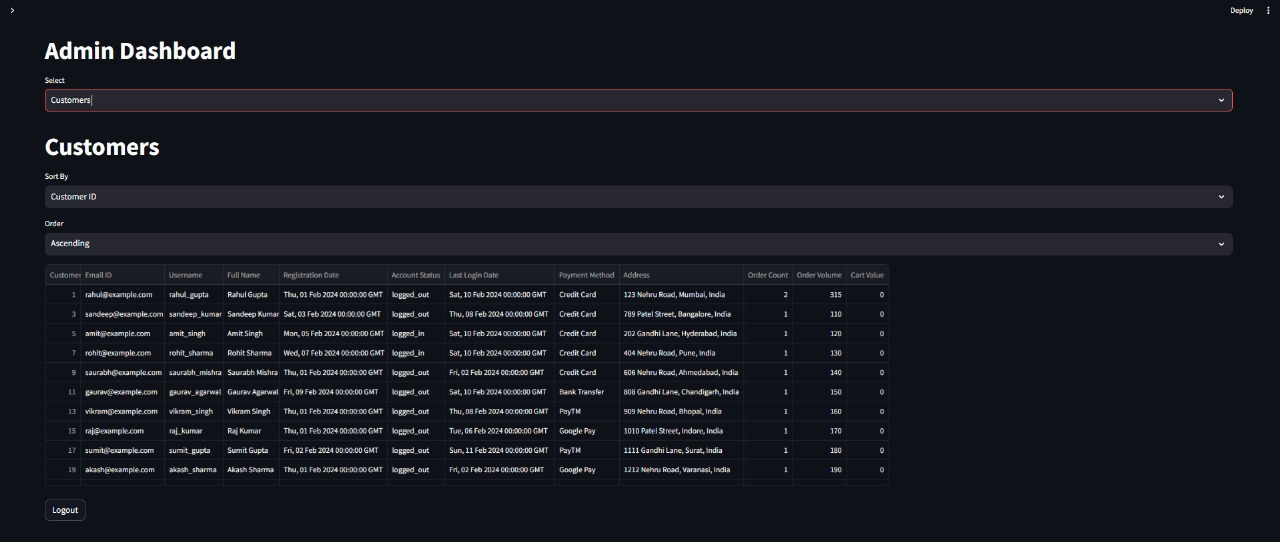 Deploy
Admin Dashboard
Select
Customers
Customers
Sort By
Customer ID
Order
Ascending
Customer Email ID Username Full Name Registration Date Account Status Last Login Date Payment Method Address Order Count Order Volume Cart Value
1 rahul@example.com rahul_gupta Rahul Gupta Thu, 01 Feb 2024 00:00:00 GMT logged_out Sat, 10 Feb 2024 00:00:00 GMT Credit Card 123 Nehru Road, Mumbai, India 2 315 0
3 sandeep@example.com sandeep_kumar Sandeep Kumar Sat, 03 Feb 2024 00:00:00 GMT logged_out Thu, 08 Feb 2024 00:00:00 GMT Credit Card 789 Patel Street, Bangalore, India 1 110 0
5 amit@example.com amit_singh Amit Singh Mon, 05 Feb 2024 00:00:00 GMT logged_in Sat, 10 Feb 2024 00:00:00 GMT Credit Card 202 Gandhi Lane, Hyderabad, India 1 120 0
7 rohit@example.com rohit_sharma Rohit Sharma Wed, 07 Feb 2024 00:00:00 GMT logged_in Sat, 10 Feb 2024 00:00:00 GMT Credit Card 404 Nehru Road, Pune, India 1 130 0
9 saurabh@example.com saurabh_mishra Saurabh Mishra Thu, 01 Feb 2024 00:00:00 GMT logged_out Fri, 02 Feb 2024 00:00:00 GMT Credit Card 606 Nehru Road, Ahmedabad, India 1 140 0
11 gaurav@example.com gaurav_agarwal Gaurav Agarwal Fri, 09 Feb 2024 00:00:00 GMT logged_out Sat, 10 Feb 2024 00:00:00 GMT Bank Transfer 808 Gandhi Lane, Chandigarh, India 1 150 0
13 vikram@example.com vikram_singh Vikram Singh Thu, 01 Feb 2024 00:00:00 GMT logged_out Thu, 08 Feb 2024 00:00:00 GMT PayTM 909 Nehru Road, Bhopal, India 1 160 0
15 raj@example.com raj_kumar Raj Kumar Thu, 01 Feb 2024 00:00:00 GMT logged_out Tue, 06 Feb 2024 00:00:00 GMT Google Pay 1010 Patel Street, Indore, India 1 170 0
17 sumit@example.com sumit_gupta Sumit Gupta Fri, 02 Feb 2024 00:00:00 GMT logged_out Sun, 11 Feb 2024 00:00:00 GMT PayTM 1111 Gandhi Lane, Surat, India 1 180 0
19 akash@example.com akash_sharma Akash Sharma Thu, 01 Feb 2024 00:00:00 GMT logged_out Fri, 02 Feb 2024 00:00:00 GMT Google Pay 1212 Nehru Road, Varanasi, India 1 190 0
Logout